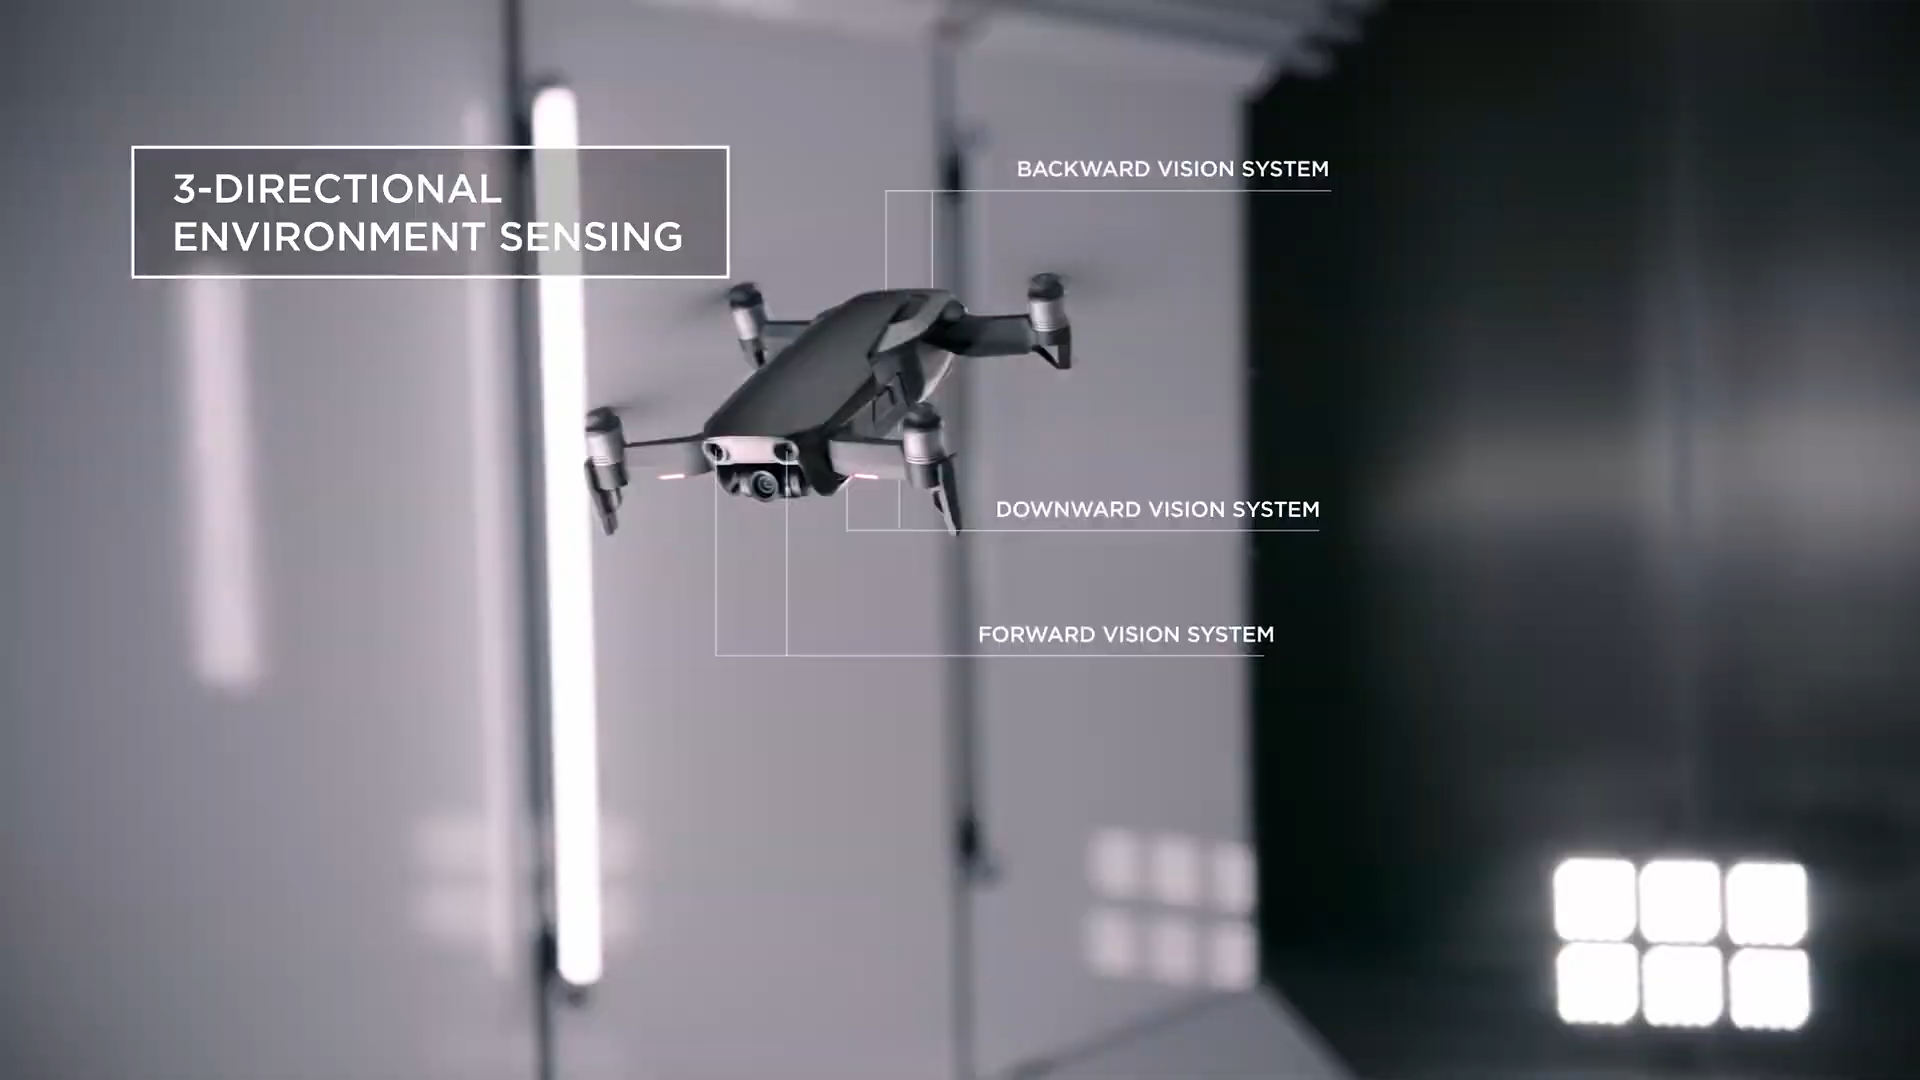 3-DIRECTIONAL
ENVIRONMENT SENSING
BACKWARD VISION SYSTEM
DOWNWARD VISION SYSTEM
FORWARD VISION SYSTEM